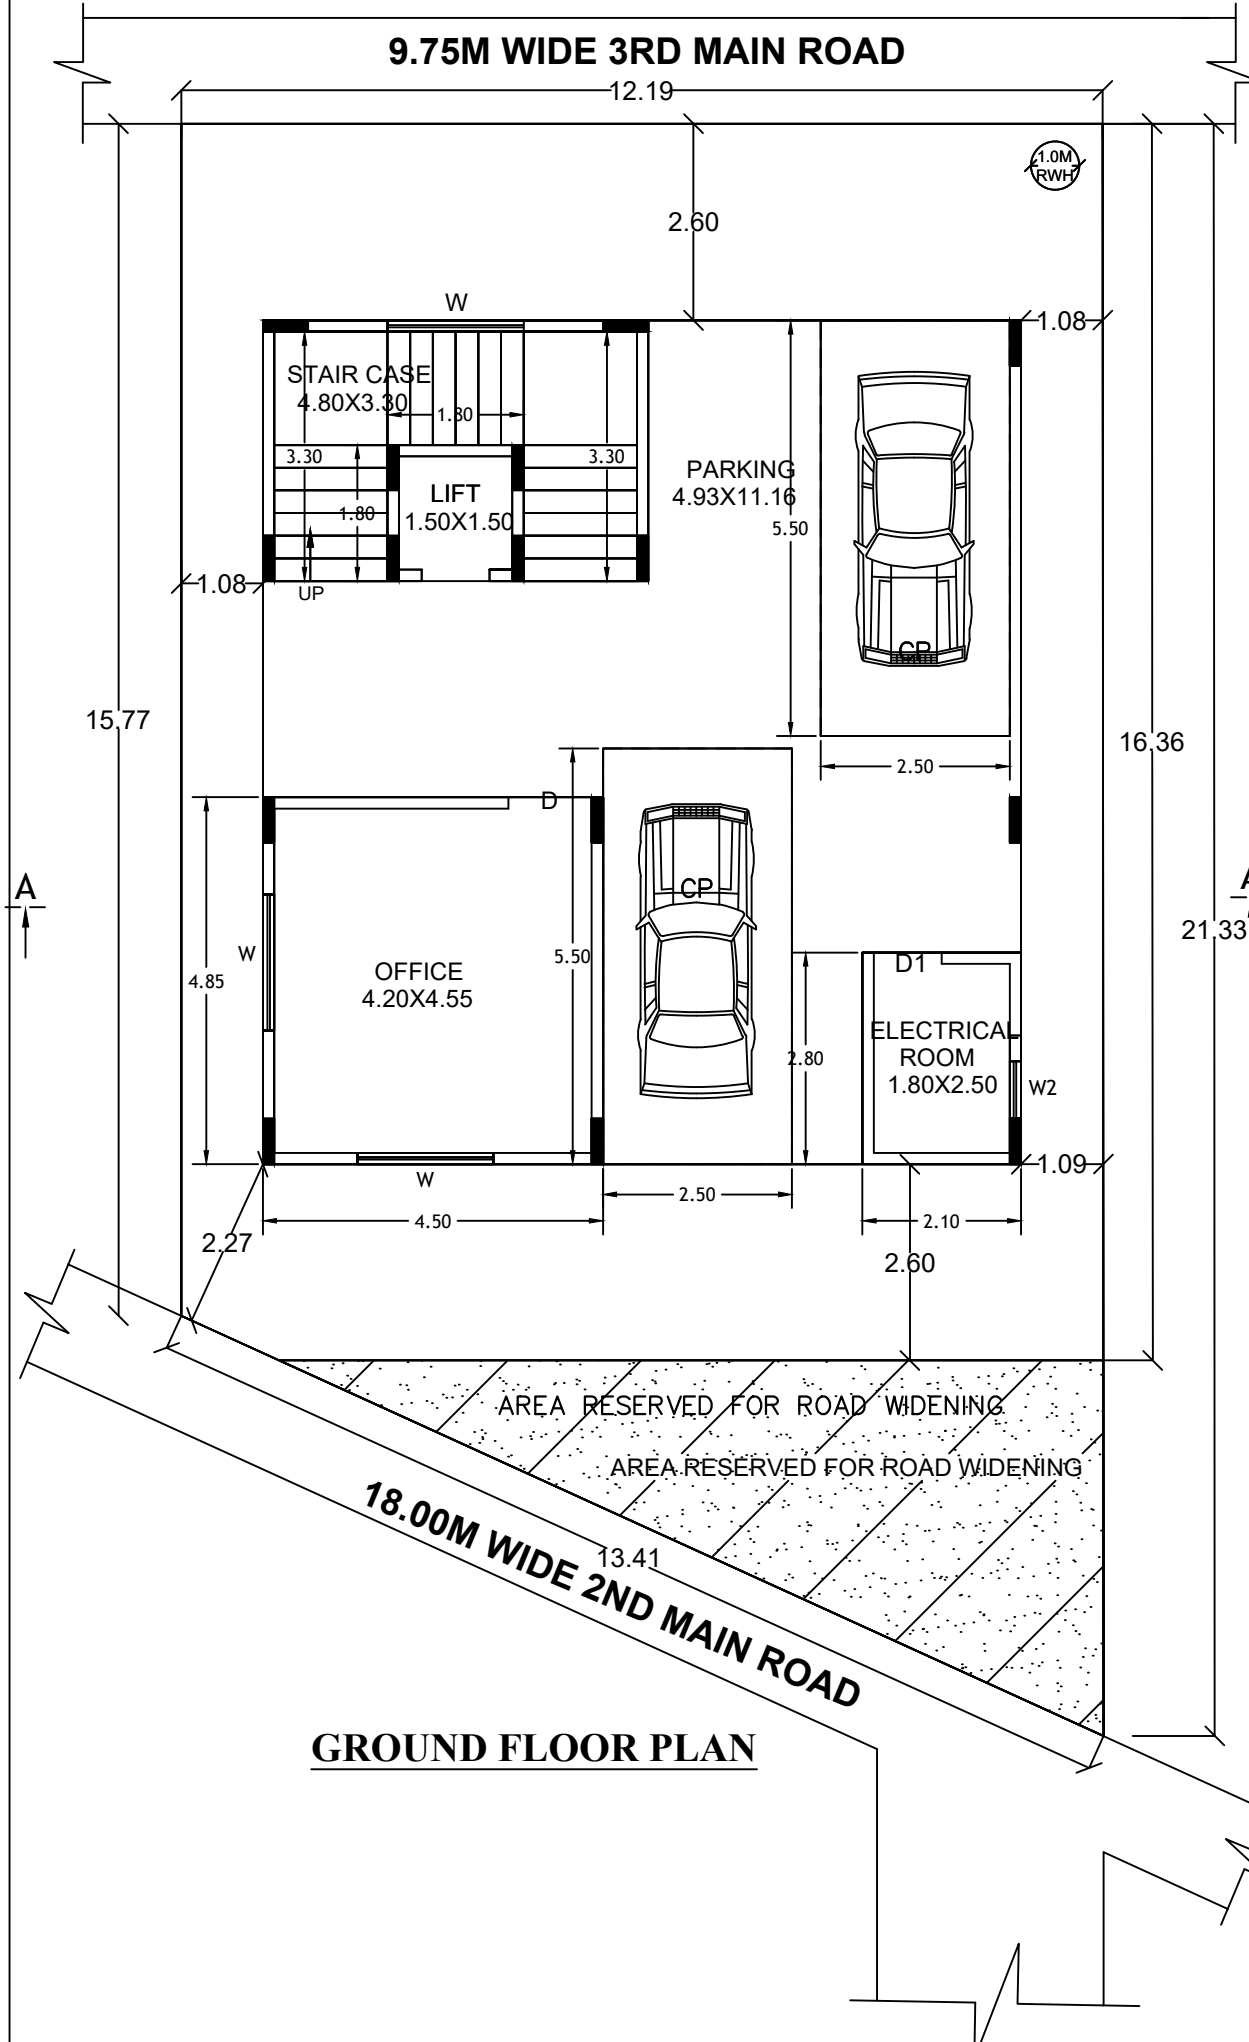 9.75M WIDE 3RD MAIN ROAD
12.19
1.0M
RWH
2.60
W
1.08
STAIR CASE
4.80X3.30
1.80
3.30
3.30
PARKING
4.93X11.16
LIFT
1.50X1.50
1.80
5.50
1.08
UP
CP
15.77
16.36
2.50
D
A
A
CP
21.33
W
5.50
OFFICE
4.20X4.55
4.85
D1
ELECTRICAL
ROOM
1.80X2.50
2.80
W2
1.09
W
2.50
4.50
2.10
2.27
2.60
AREA RESERVED FOR ROAD WIDENING
AREA RESERVED FOR ROAD WIDENING
18.00M WIDE 2ND MAIN ROAD
13.41
GROUND FLOOR PLAN